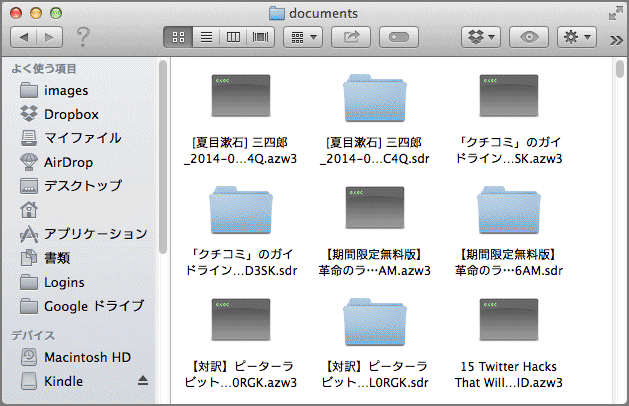 documents
よく使う項目
images
Dropbox
マイファイル
AirDrop
デスクトップ
アプリケーション
書類
Logins
Google ドライブ
デバイス
Macintosh HD
Kindle
[夏目漱石] 三四郎
_2014-0...4Q.azw3
[夏目漱石] 三四郎
_2014-0...C4Q.sdr
「クチコミ」のガイ
ドライン...SK.azw3
「クチコミ」のガイ
ドライン...D3SK.sdr
【期間限定無料版】
革命のラ…AM.azw3
【期間限定無料版】
革命のラ…6AM.sdr
【対訳】ピーターラ
ビット...0RGK.azw3
【対訳】ピーターラ
ビット...L0RGK.sdr
15 Twitter Hacks
That Will...ID.azw3